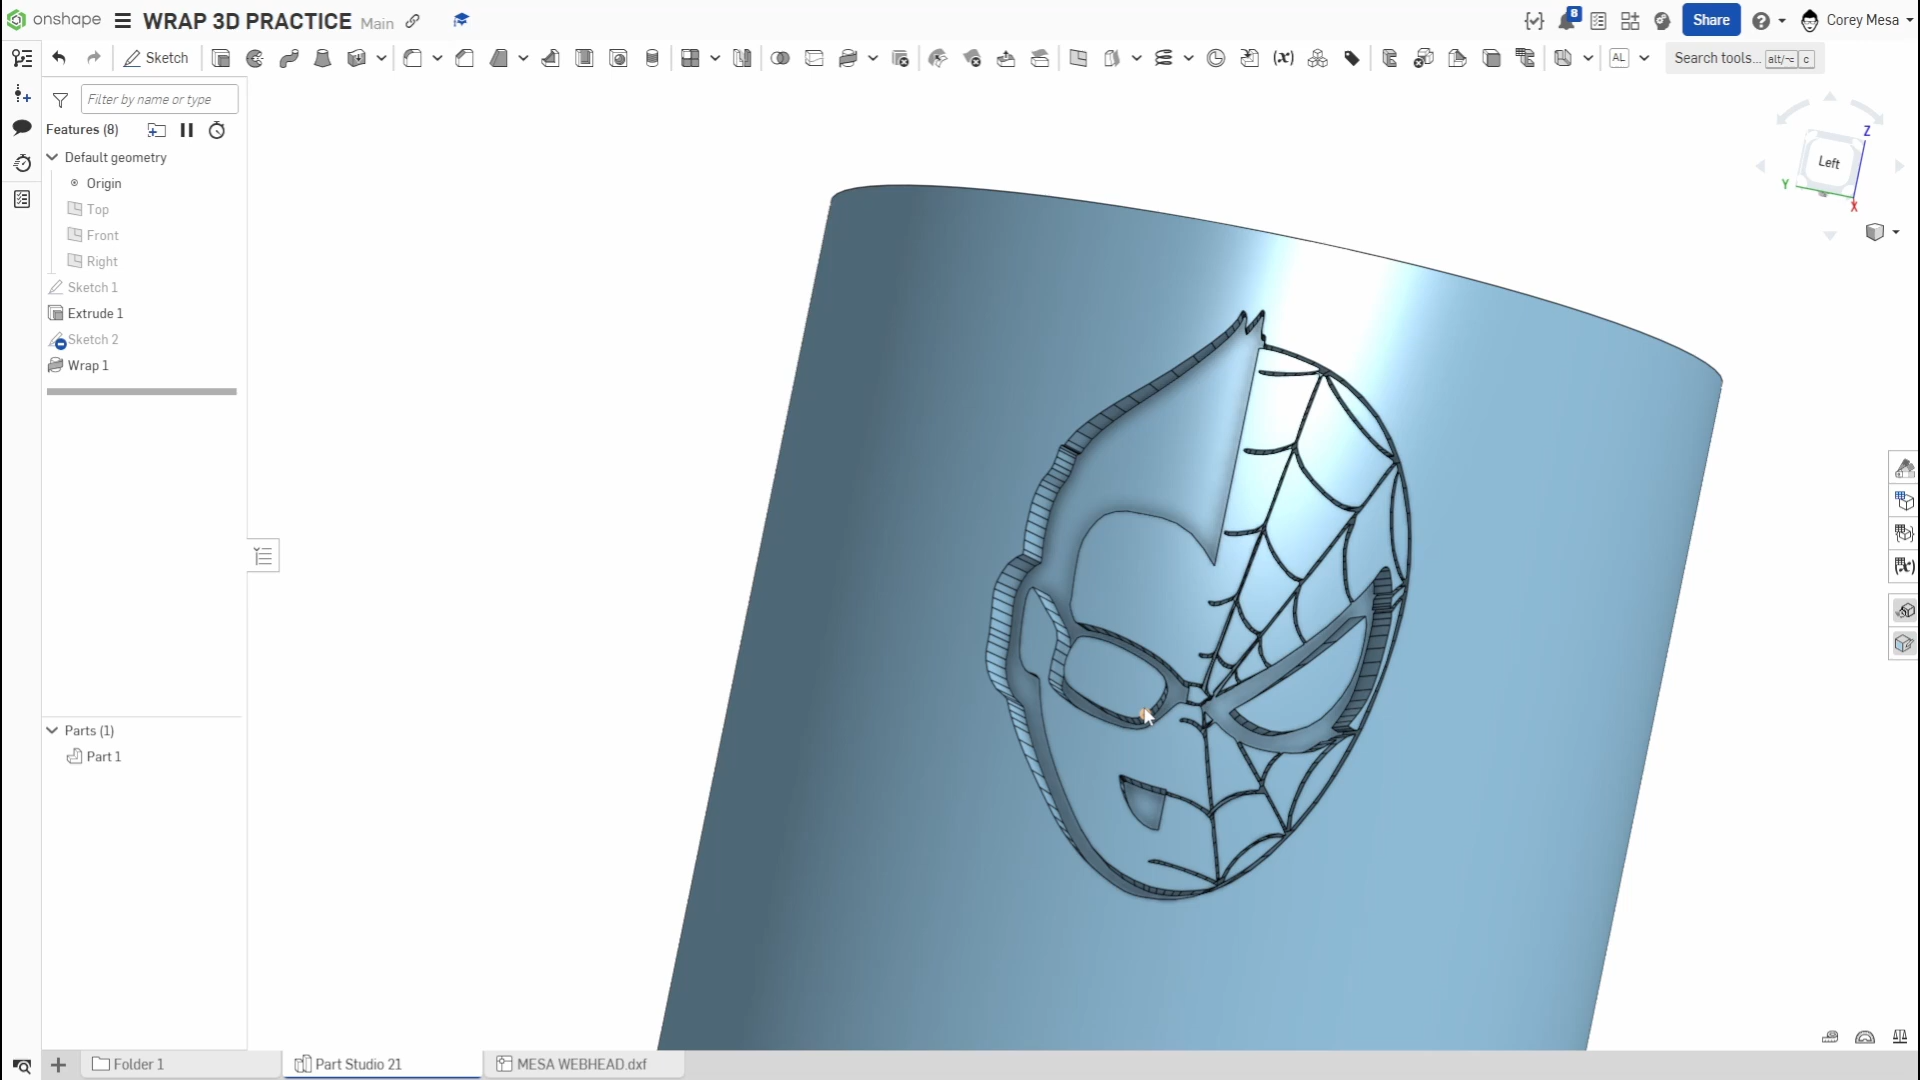 onshape WRAP 3D PRACTICE Main 8 Share Corey Mesa
Sketch AL Search tools... alt/⌥ c
Filter by name or type
Features (8)
Default geometry
Origin
Top
Front
Right
Sketch 1
Extrude 1
Sketch 2
Wrap 1
Z
Left
Y
X
Parts (1)
Part 1
Folder 1 Part Studio 21 MESA WEBHEAD.dxf